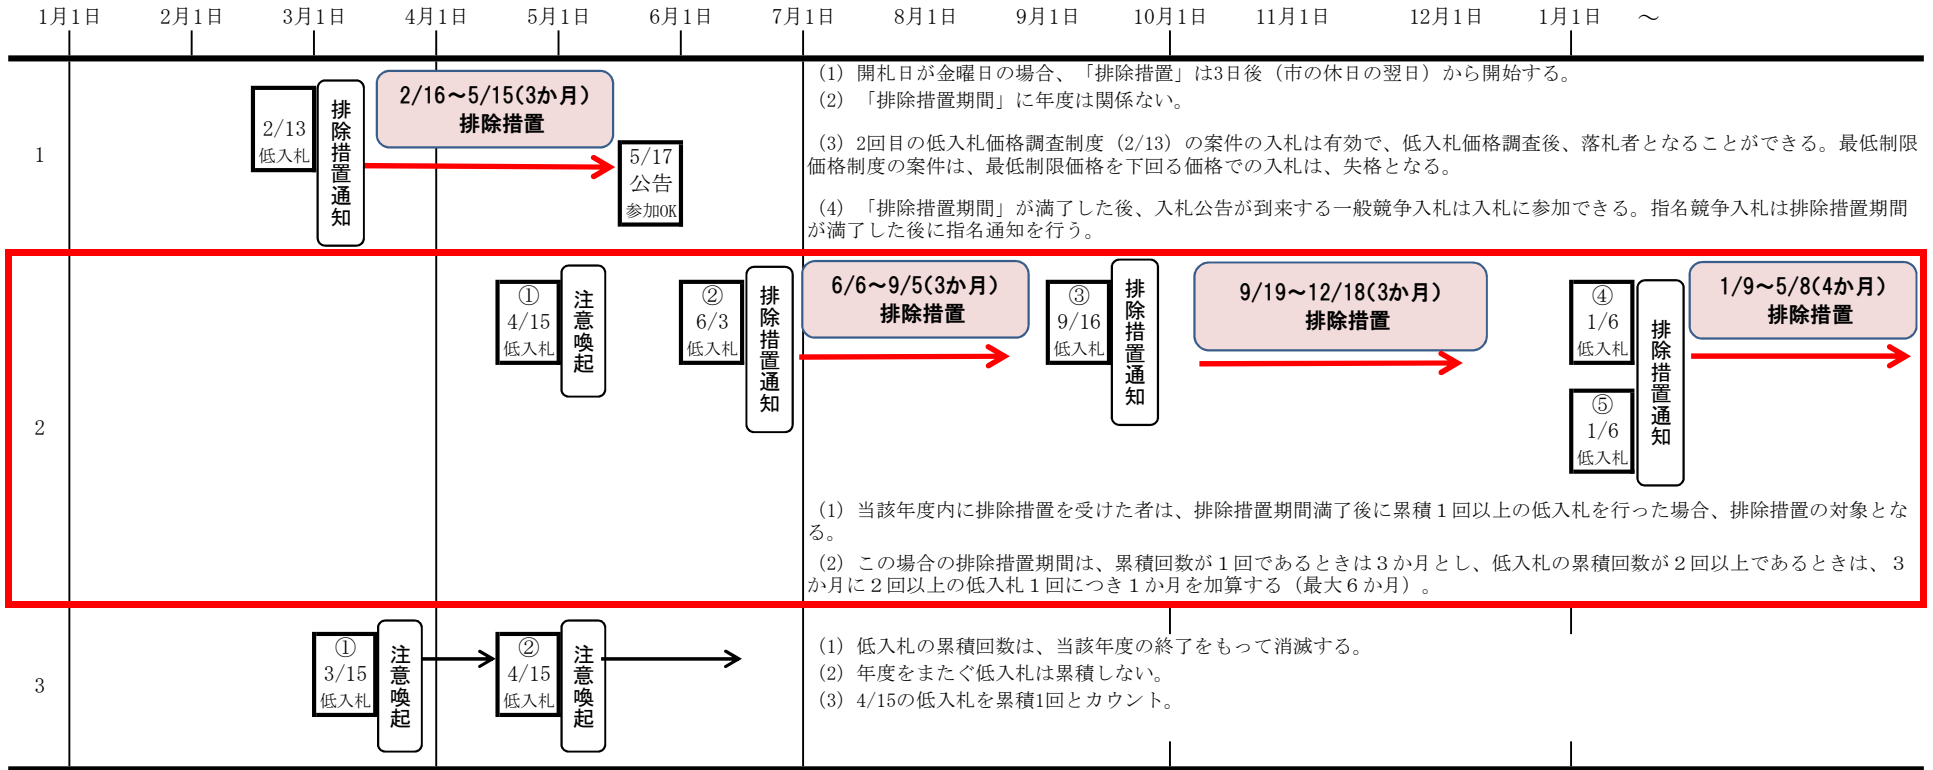 1月1日 2月1日 3月1日 4月1日 5月1日 6月1日 7月1日 8月1日 9月1日 10月1日 11月1日 12月1日 1月1日 ～
1
2/13
低入札
排除措置通知
2/16～5/15(3か月)
排除措置
5/17
公告
参加OK
（1）開札日が金曜日の場合、「排除措置」は3日後（市の休日の翌日）から開始する。
（2）「排除措置期間」に年度は関係ない。
（3）2回目の低入札価格調査制度（2/13）の案件の入札は有効で、低入札価格調査後、落札者となることができる。最低制限
価格制度の案件は、最低制限価格を下回る価格での入札は、失格となる。
（4）「排除措置期間」が満了した後、入札公告が到来する一般競争入札は入札に参加できる。指名競争入札は排除措置期間
が満了した後に指名通知を行う。
2
①
4/15
低入札
注意喚起
②
6/3
低入札
排除措置通知
6/6～9/5(3か月)
排除措置
③
9/16
低入札
排除措置通知
9/19～12/18(3か月)
排除措置
④
1/6
低入札
⑤
1/6
低入札
排除措置通知
1/9～5/8(4か月)
排除措置
（1）当該年度内に排除措置を受けた者は、排除措置期間満了後に累積１回以上の低入札を行った場合、排除措置の対象とな
る。
（2）この場合の排除措置期間は、累積回数が１回であるときは３か月とし、低入札の累積回数が２回以上であるときは、３
か月に２回以上の低入札１回につき１か月を加算する（最大６か月）。
3
①
3/15
低入札
注意喚起
②
4/15
低入札
注意喚起
（1）低入札の累積回数は、当該年度の終了をもって消滅する。
（2）年度をまたぐ低入札は累積しない。
（3）4/15の低入札を累積1回とカウント。